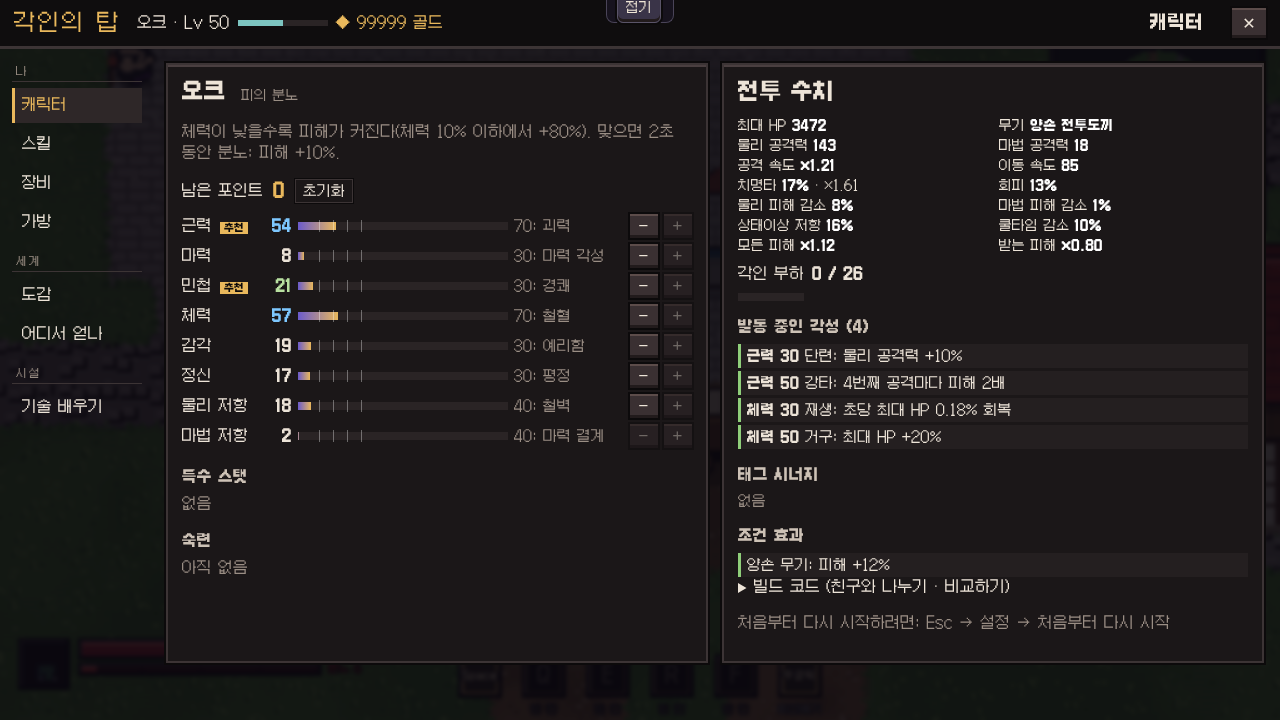 각인의 탑 오크 · Lv 50 ◆ 99999 골드 접기 캐릭터 ×
나
캐릭터
스킬
장비
가방
세계
도감
어디서 얻나
시설
기술 배우기
오크 피의 분노
체력이 낮을수록 피해가 커진다(체력 10% 이하에서 +80%). 맞으면 2초
동안 분노: 피해 +10%.
남은 포인트 0 초기화
근력 추천 54 70: 괴력 − +
마력 8 30: 마력 각성 − +
민첩 추천 21 30: 경쾌 − +
체력 57 70: 철혈 − +
감각 19 30: 예리함 − +
정신 17 30: 평정 − +
물리 저항 18 40: 철벽 − +
마법 저항 2 40: 마력 결계 − +
특수 스탯
없음
숙련
아직 없음
전투 수치
최대 HP 3472 무기 양손 전투도끼
물리 공격력 143 마법 공격력 18
공격 속도 ×1.21 이동 속도 85
치명타 17% · ×1.61 회피 13%
물리 피해 감소 8% 마법 피해 감소 1%
상태이상 저항 16% 쿨타임 감소 10%
모든 피해 ×1.12 받는 피해 ×0.80
각인 부하 0 / 26
발동 중인 각성 (4)
근력 30 단련: 물리 공격력 +10%
근력 50 강타: 4번째 공격마다 피해 2배
체력 30 재생: 초당 최대 HP 0.18% 회복
체력 50 거구: 최대 HP +20%
태그 시너지
없음
조건 효과
양손 무기: 피해 +12%
▶ 빌드 코드 (친구와 나누기 · 비교하기)
처음부터 다시 시작하려면: Esc → 설정 → 처음부터 다시 시작